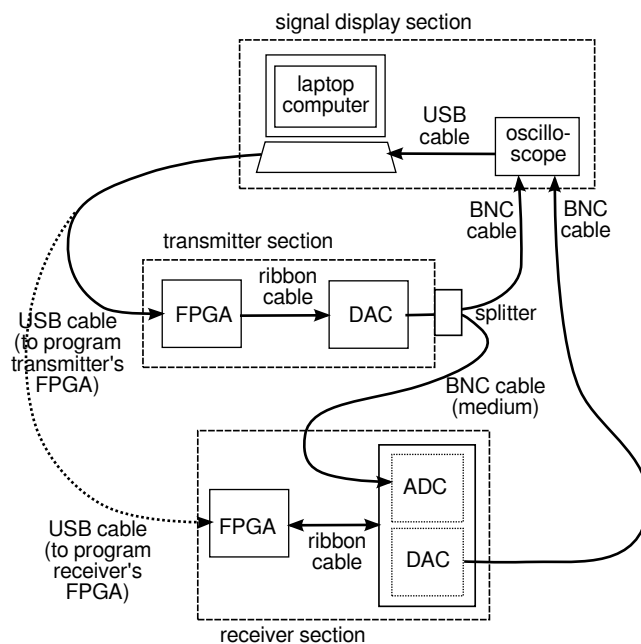 signal display section
laptop
computer
USB
cable
oscillo-
scope
BNC
cable
BNC
cable
transmitter section
ribbon
cable
FPGA
DAC
splitter
USB cable
(to program
transmitter's
FPGA)
BNC cable
(medium)
ADC
FPGA
ribbon
cable
DAC
USB cable
(to program
receiver's
FPGA)
receiver section